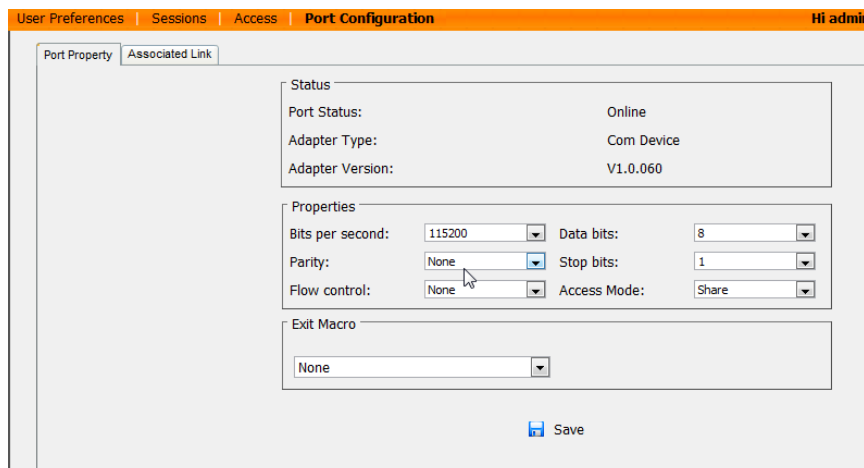 User Preferences | Sessions | Access | Port Configuration Hi admin
Port Property Associated Link
Status
Port Status: Online
Adapter Type: Com Device
Adapter Version: V1.0.060
Properties
Bits per second: 115200 Data bits: 8
Parity: None Stop bits: 1
Flow control: None Access Mode: Share
Exit Macro
None
Save